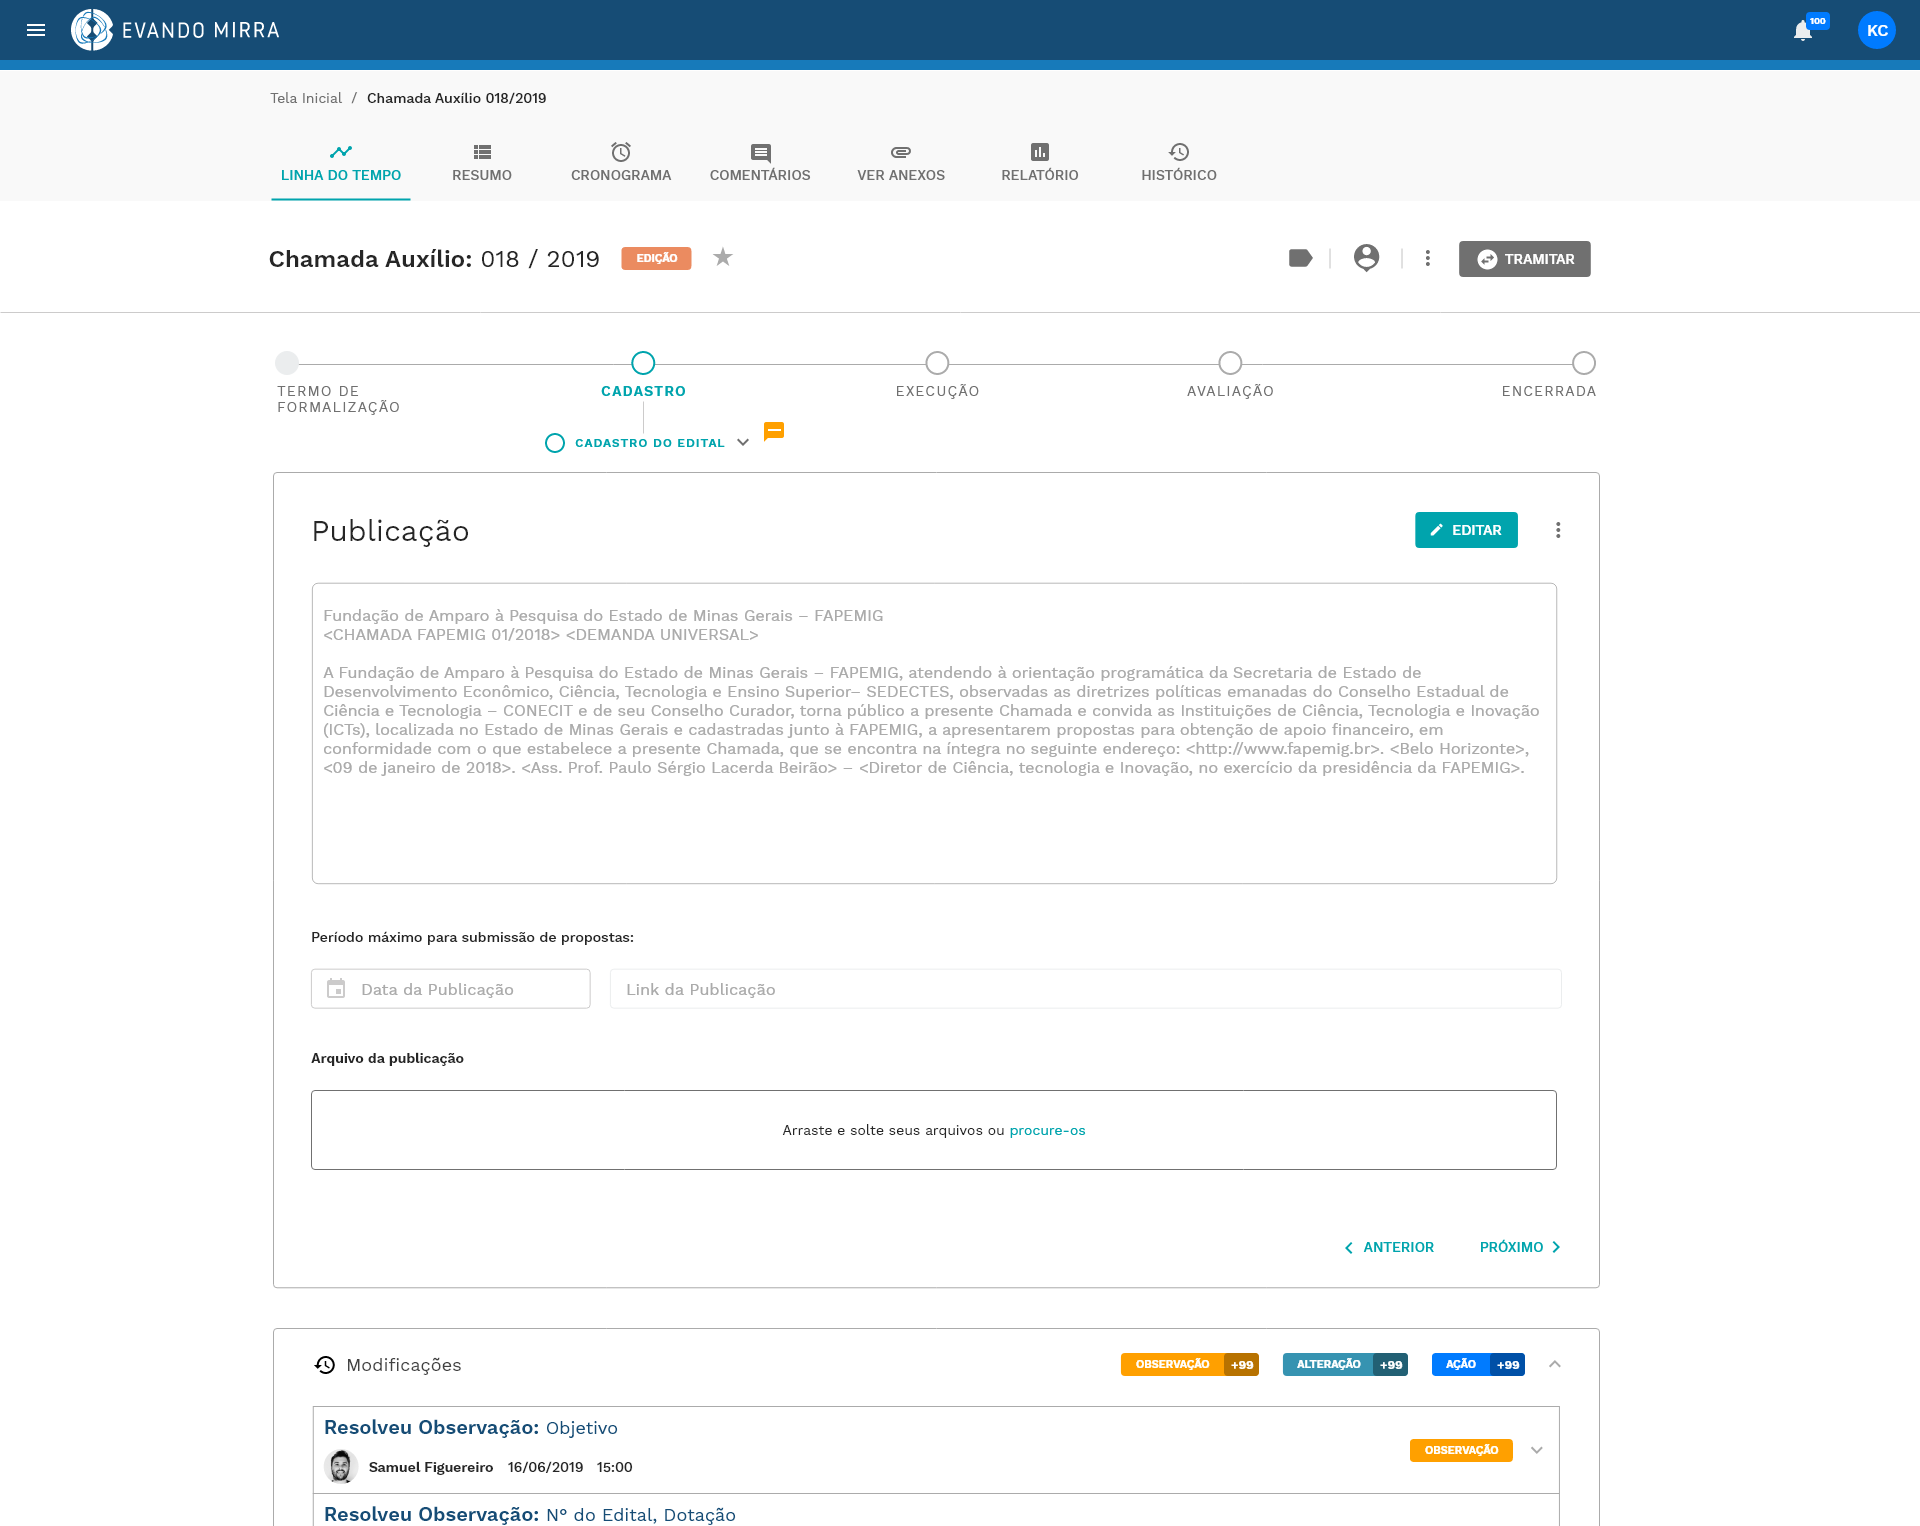 EVANDO MIRRA
100
KC
Tela Inicial / Chamada Auxílio 018/2019
LINHA DO TEMPO
RESUMO
CRONOGRAMA
COMENTÁRIOS
VER ANEXOS
RELATÓRIO
HISTÓRICO
Chamada Auxílio: 018 / 2019
EDIÇÃO
TRAMITAR
TERMO DE
FORMALIZAÇÃO
CADASTRO
EXECUÇÃO
AVALIAÇÃO
ENCERRADA
CADASTRO DO EDITAL
Publicação
EDITAR
Fundação de Amparo à Pesquisa do Estado de Minas Gerais – FAPEMIG
<CHAMADA FAPEMIG 01/2018> <DEMANDA UNIVERSAL>
A Fundação de Amparo à Pesquisa do Estado de Minas Gerais – FAPEMIG, atendendo à orientação programática da Secretaria de Estado de
Desenvolvimento Econômico, Ciência, Tecnologia e Ensino Superior– SEDECTES, observadas as diretrizes políticas emanadas do Conselho Estadual de
Ciência e Tecnologia – CONECIT e de seu Conselho Curador, torna público a presente Chamada e convida as Instituições de Ciência, Tecnologia e Inovação
(ICTs), localizada no Estado de Minas Gerais e cadastradas junto à FAPEMIG, a apresentarem propostas para obtenção de apoio financeiro, em
conformidade com o que estabelece a presente Chamada, que se encontra na íntegra no seguinte endereço: <http://www.fapemig.br>. <Belo Horizonte>,
<09 de janeiro de 2018>. <Ass. Prof. Paulo Sérgio Lacerda Beirão> – <Diretor de Ciência, tecnologia e Inovação, no exercício da presidência da FAPEMIG>.
Período máximo para submissão de propostas:
Data da Publicação
Link da Publicação
Arquivo da publicação
Arraste e solte seus arquivos ou procure-os
ANTERIOR
PRÓXIMO
Modificações
OBSERVAÇÃO +99
ALTERAÇÃO +99
AÇÃO +99
Resolveu Observação: Objetivo
Samuel Figuereiro 16/06/2019 15:00
OBSERVAÇÃO
Resolveu Observação: N° do Edital, Dotação